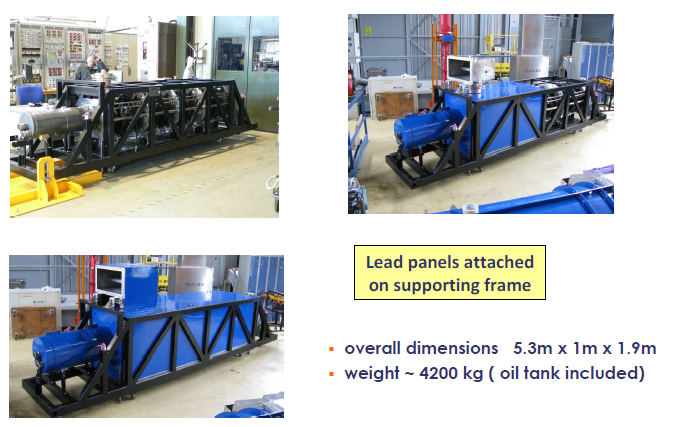 THALES
Lead panels attached
on supporting frame
▪ overall dimensions 5.3m x 1m x 1.9m
▪ weight ~ 4200 kg ( oil tank included)